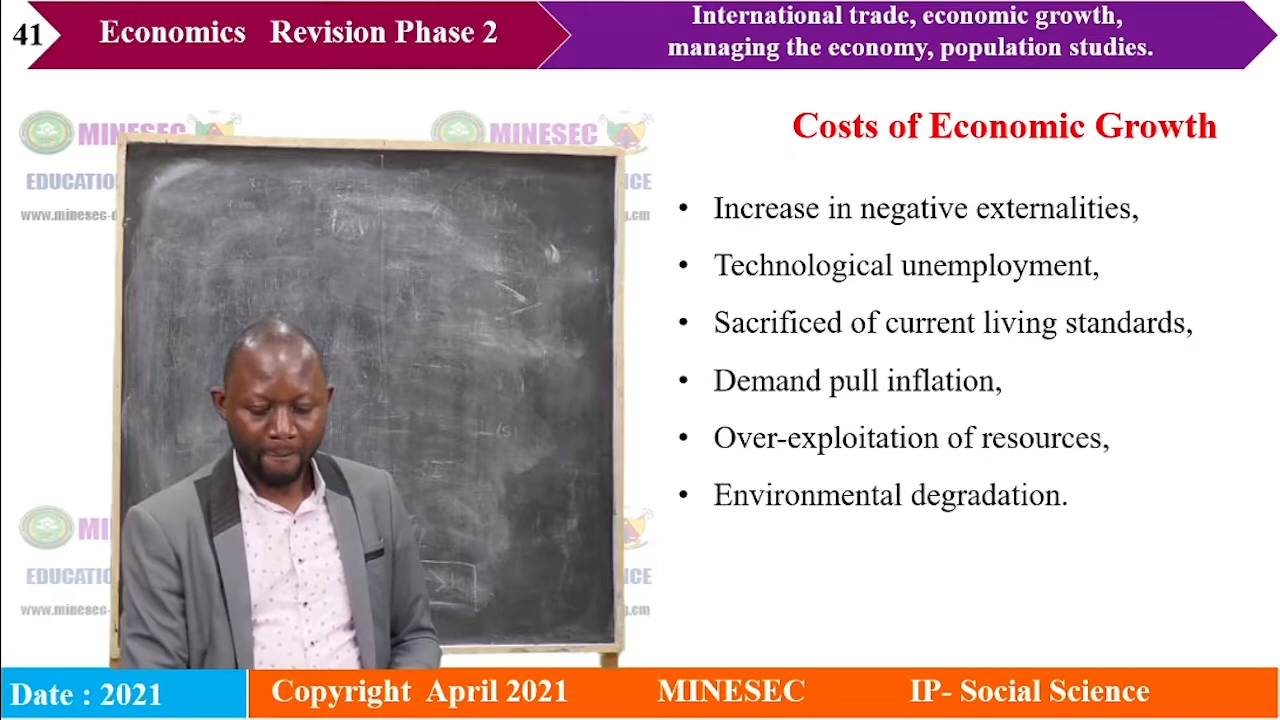 41
Economics Revision Phase 2
International trade, economic growth,
managing the economy, population studies.
MINESEC
MINESEC
Costs of Economic Growth
• Increase in negative externalities,
• Technological unemployment,
• Sacrificed of current living standards,
• Demand pull inflation,
• Over-exploitation of resources,
• Environmental degradation.
Date : 2021
Copyright April 2021
MINESEC
IP- Social Science